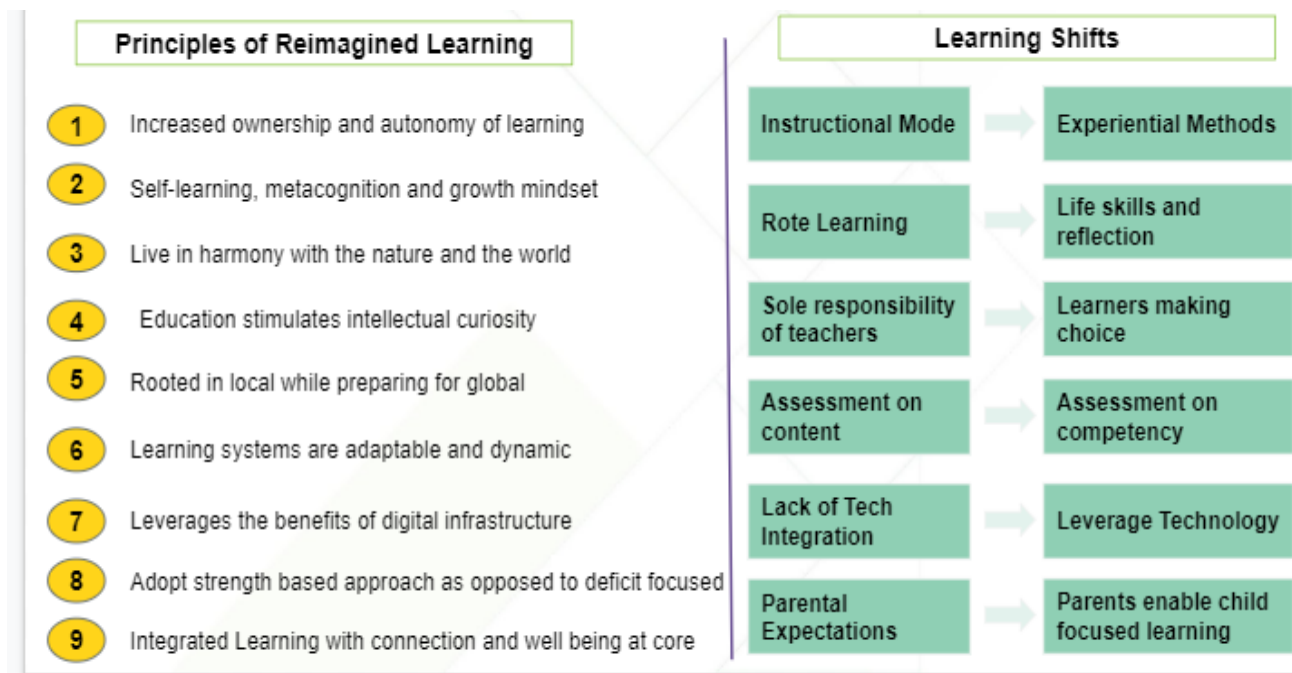 Principles of Reimagined Learning
1
Increased ownership and autonomy of learning
2
Self-learning, metacognition and growth mindset
3
Live in harmony with the nature and the world
4
Education stimulates intellectual curiosity
5
Rooted in local while preparing for global
6
Learning systems are adaptable and dynamic
7
Leverages the benefits of digital infrastructure
8
Adopt strength based approach as opposed to deficit focused
9
Integrated Learning with connection and well being at core
Learning Shifts
Instructional Mode
Experiential Methods
Rote Learning
Life skills and
reflection
Sole responsibility
of teachers
Learners making
choice
Assessment on
content
Assessment on
competency
Lack of Tech
Integration
Leverage Technology
Parental
Expectations
Parents enable child
focused learning